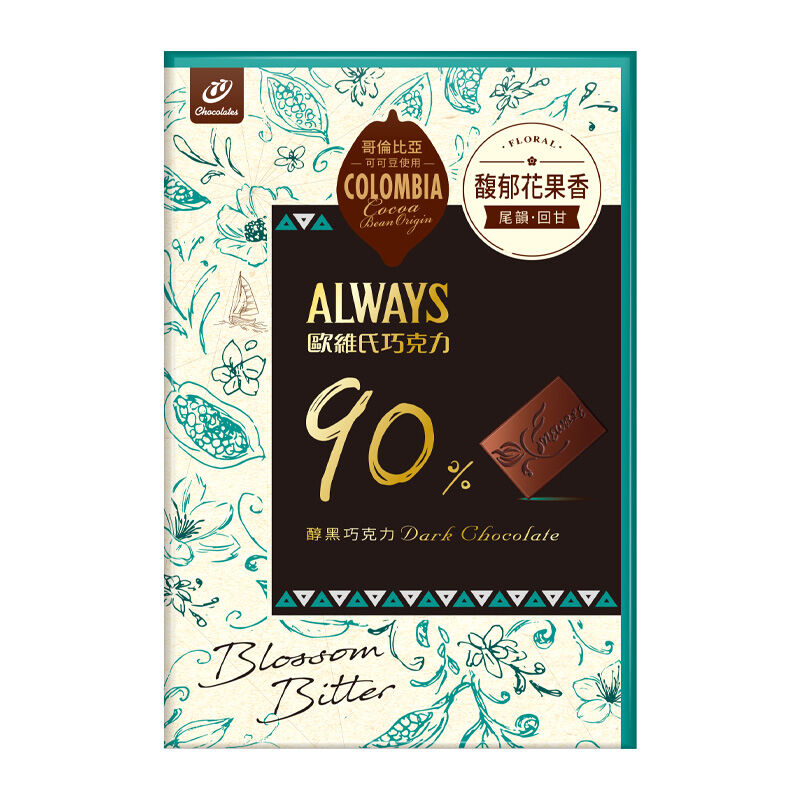 77
Chocolates
哥倫比亞
可可豆使用
COLOMBIA
Cocoa
Bean Origin
FLORAL
馥郁花果香
尾韻·回甘
ALWAYS
歐維氏巧克力
90%
醇黑巧克力 Dark Chocolate
Blossom
Bitter